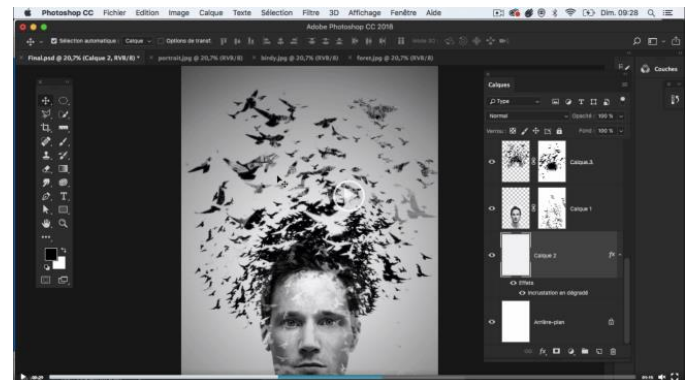 Photoshop CC Fichier Edition Image Calque Texte Sélection Filtre 3D Affichage Fenêtre Aide Dim. 09:28
Adobe Photoshop CC 2018
Sélection automatique : Calque Options de transf.
Final.psd @ 20,7% (Calque 2, RVB/8) * portrait.jpg @ 20,7% (RVB/8) birdy.jpg @ 20,7% (RVB/8) foret.jpg @ 20,7% (RVB/8)
Couches
Calques
Type
Normal Opacité : 100 %
Verrou : Fond : 100 %
Calque 3
Calque 1
Calque 2 fx
Effets
Incrustation en dégradé
Arrière-plan
fx